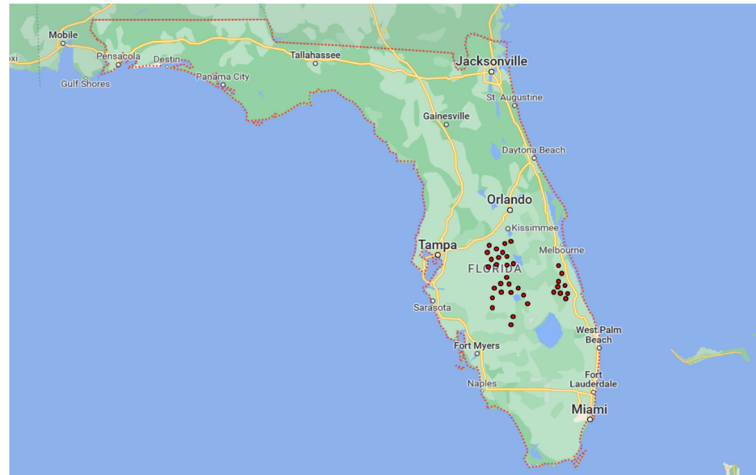 Mobile
oxi
Pensacola
Destin
Gulf Shores
Panama City
Tallahassee
Jacksonville
St. Augustine
Gainesville
Daytona Beach
Orlando
Kissimmee
Melbourne
Tampa
FLORIDA
Sarasota
West Palm
Beach
Fort Myers
Fort
Lauderdale
Naples
Miami